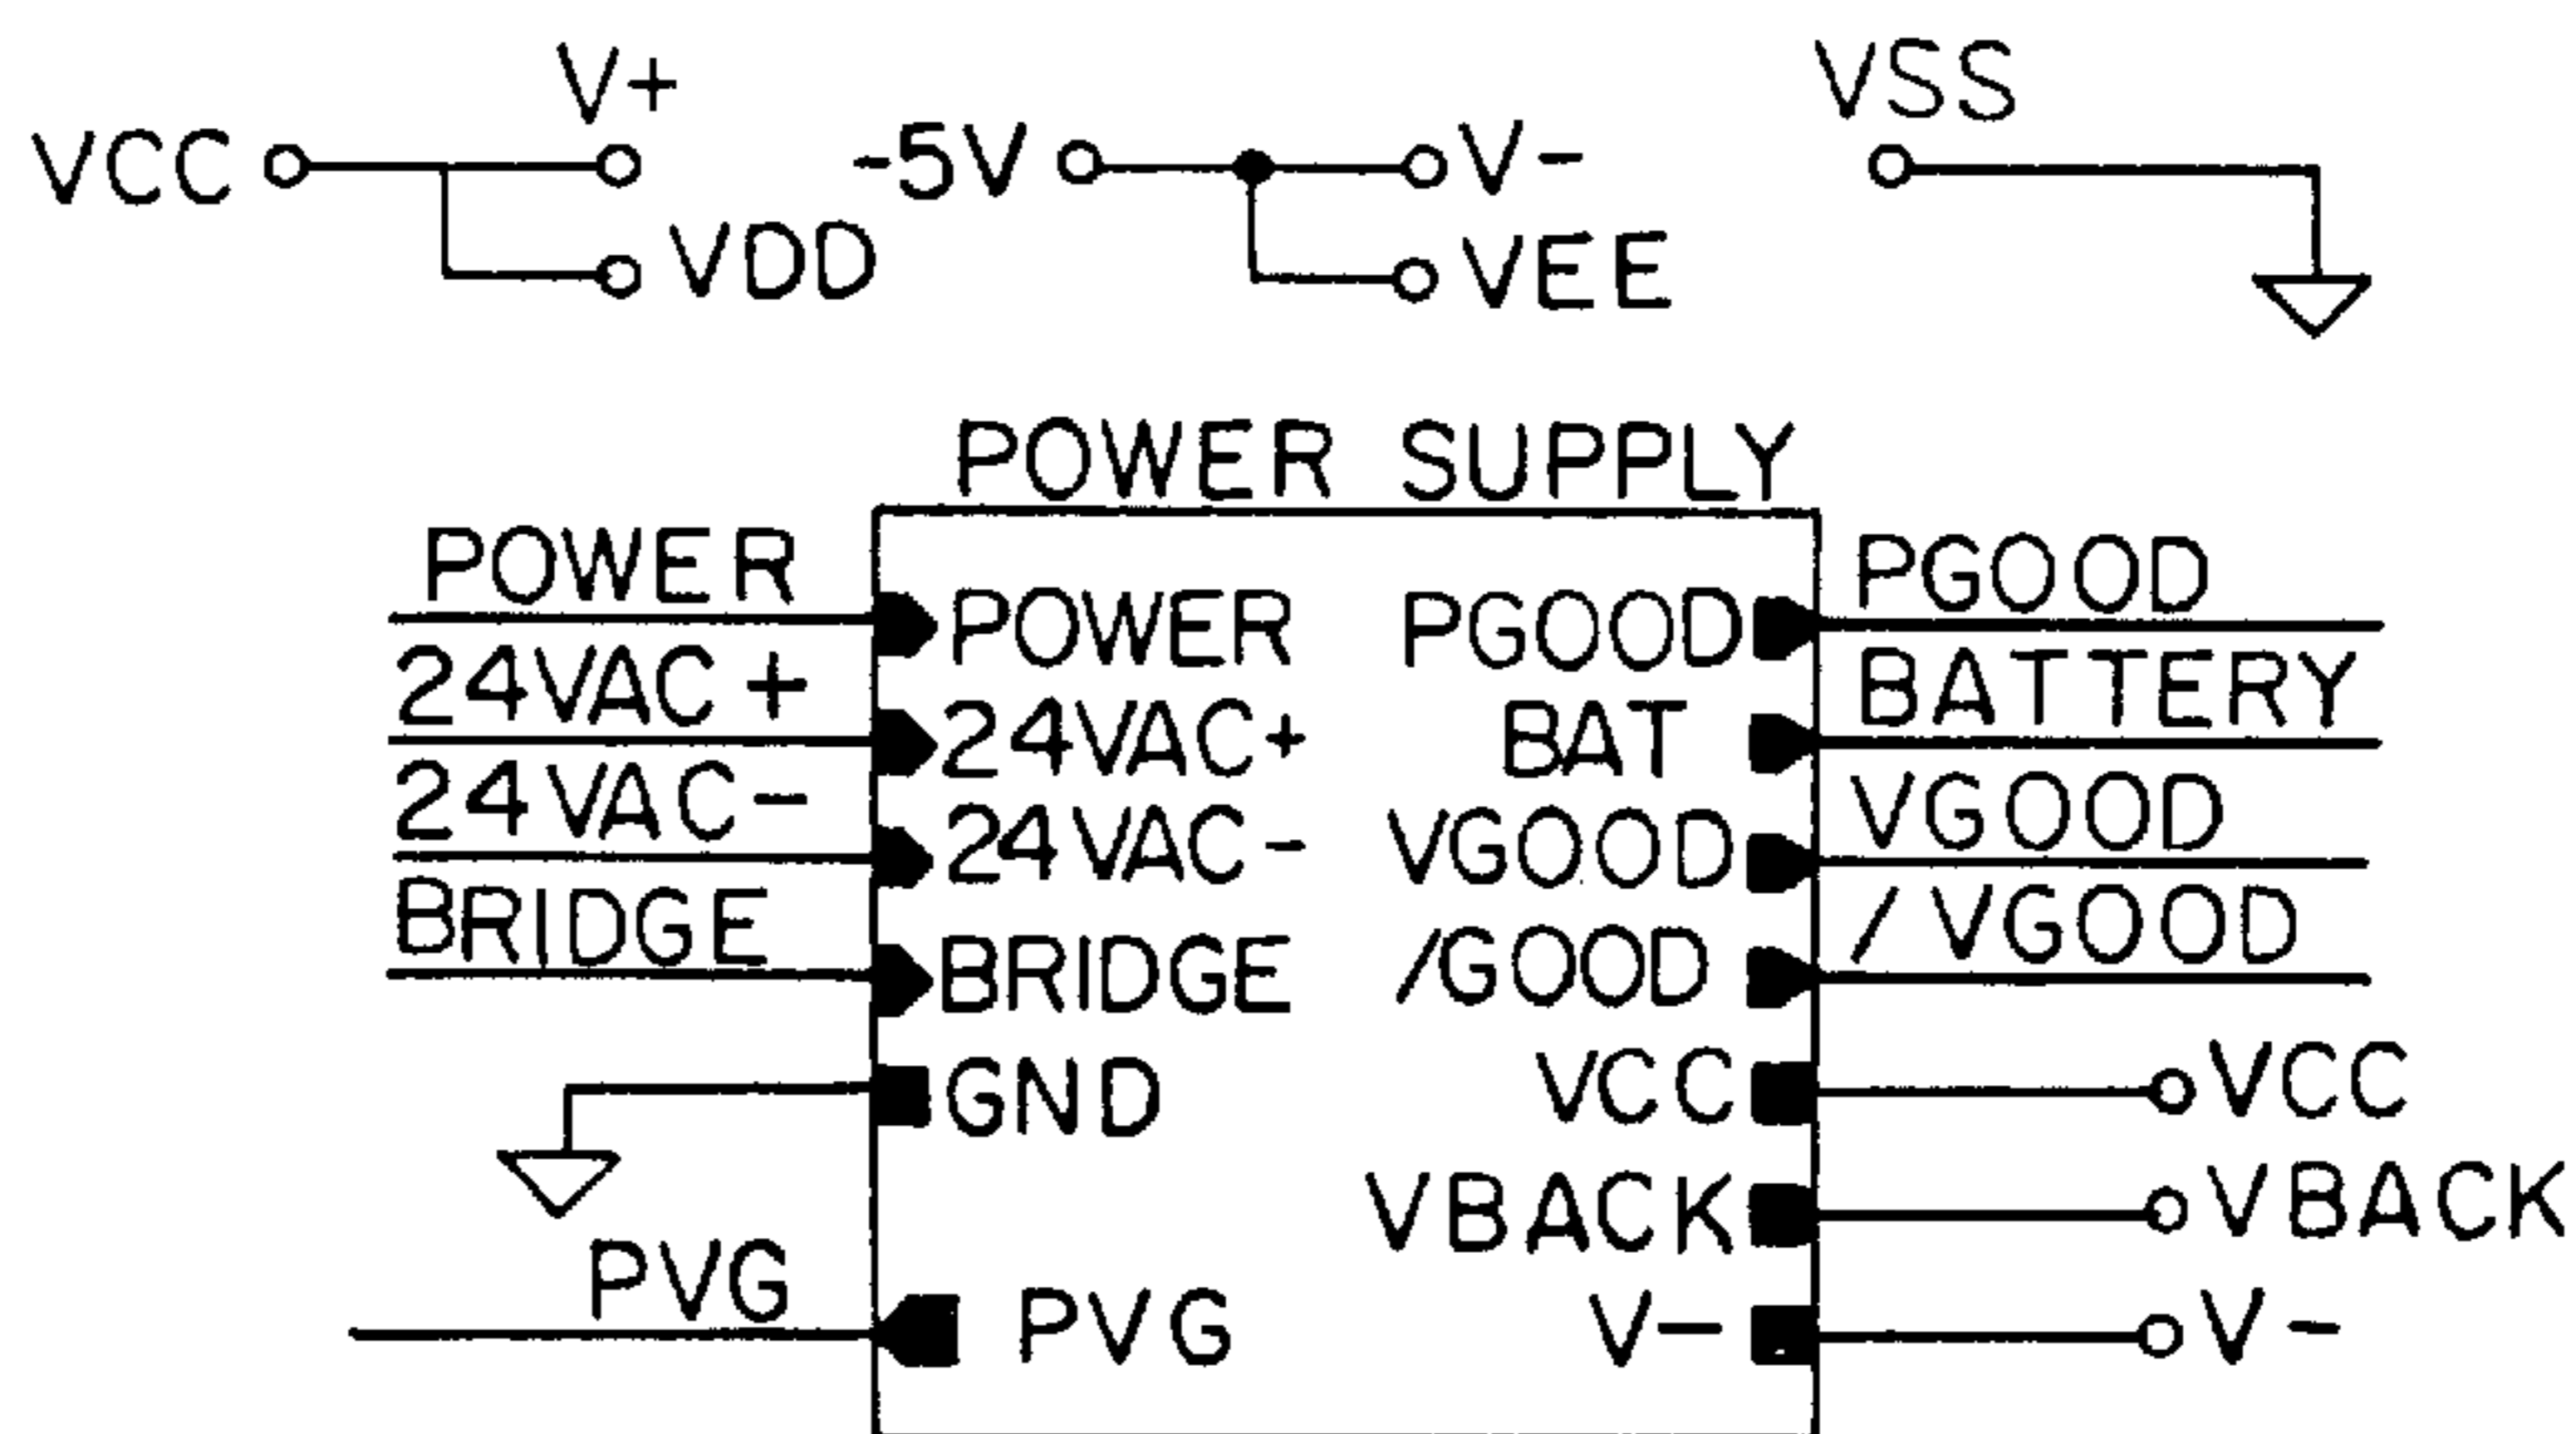 V+
VSS
VCC
-5V
V-
VDD
VEE
POWER SUPPLY
POWER
POWER
PGOOD
PGOOD
24VAC+
24VAC+
BAT
BATTERY
24VAC-
24VAC-
VGOOD
VGOOD
BRIDGE
BRIDGE
/GOOD
/VGOOD
GND
VCC
VCC
VBACK
VBACK
PVG
PVG
V-
V-